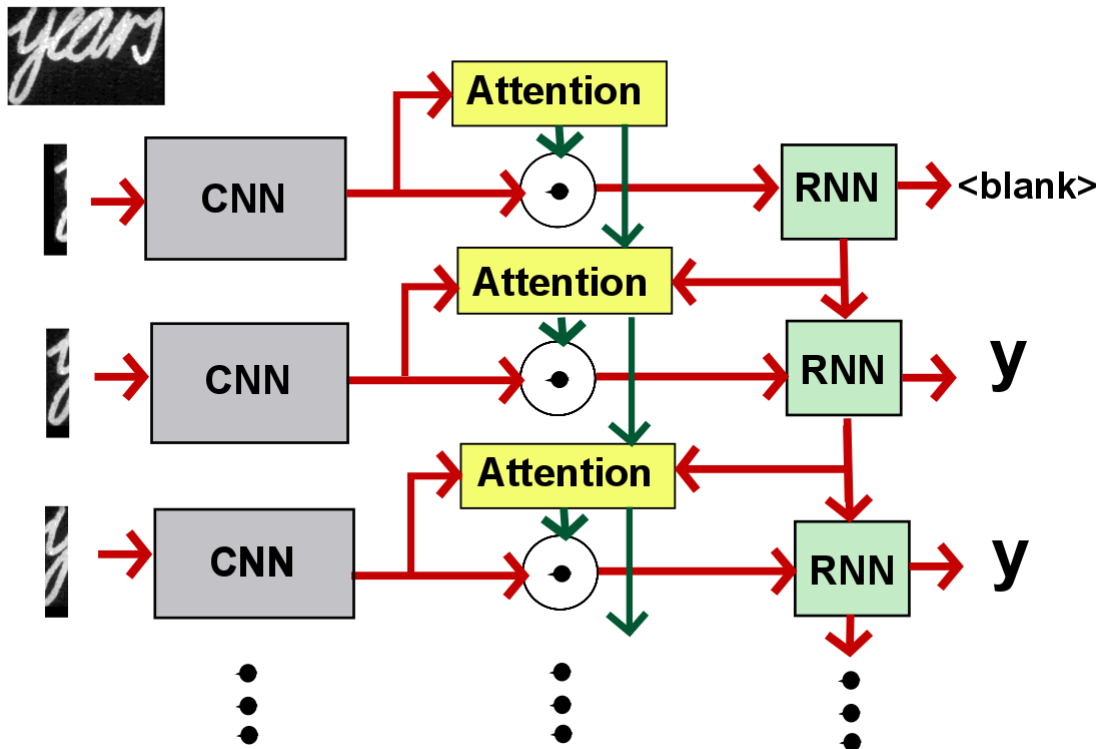 years
Attention
CNN
RNN
<blank>
Attention
CNN
RNN
y
Attention
CNN
RNN
y